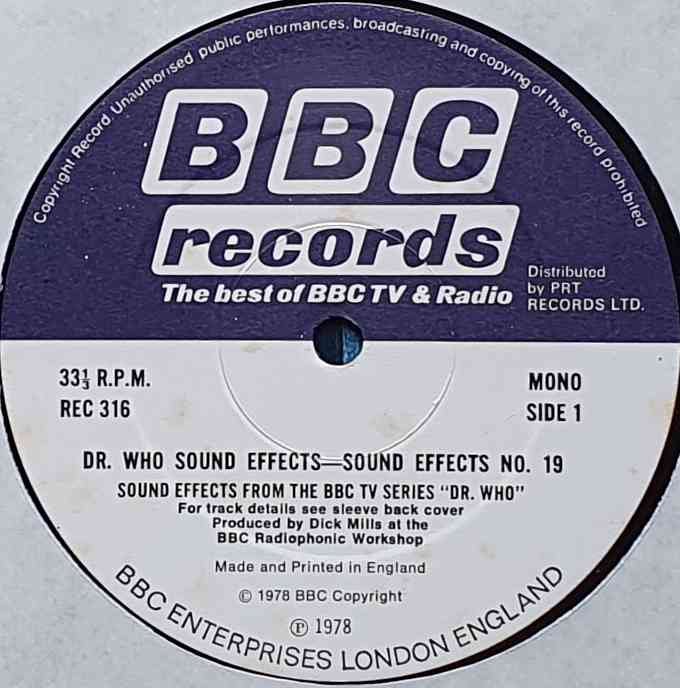 Copyright Record. Unauthorised public performances, broadcasting and copying of this record prohibited
BBC
records
The best of BBC TV & Radio
Distributed
by PRT
RECORDS LTD.
33⅓ R.P.M.
REC 316
MONO
SIDE 1
DR. WHO SOUND EFFECTS—SOUND EFFECTS NO. 19
SOUND EFFECTS FROM THE BBC TV SERIES "DR. WHO"
For track details see sleeve back cover
Produced by Dick Mills at the
BBC Radiophonic Workshop
Made and Printed in England
© 1978 BBC Copyright
℗ 1978
BBC ENTERPRISES LONDON ENGLAND